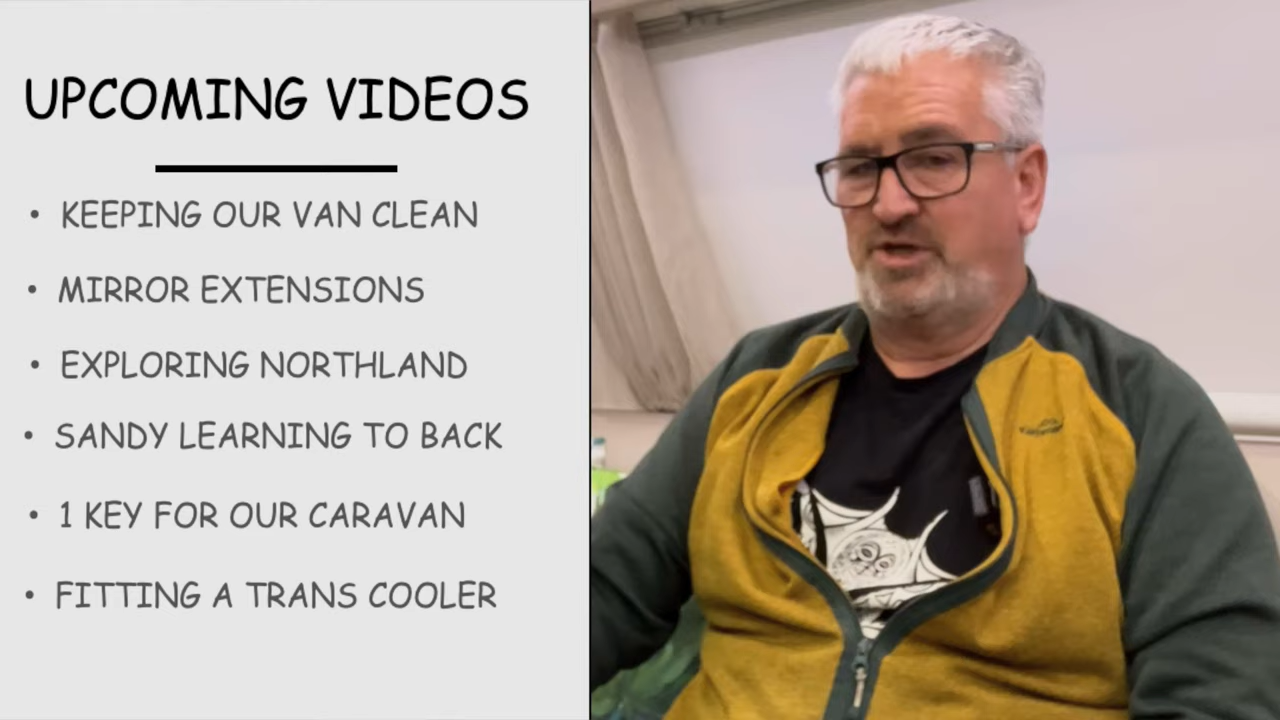 UPCOMING VIDEOS
• KEEPING OUR VAN CLEAN
• MIRROR EXTENSIONS
• EXPLORING NORTHLAND
• SANDY LEARNING TO BACK
• 1 KEY FOR OUR CARAVAN
• FITTING A TRANS COOLER